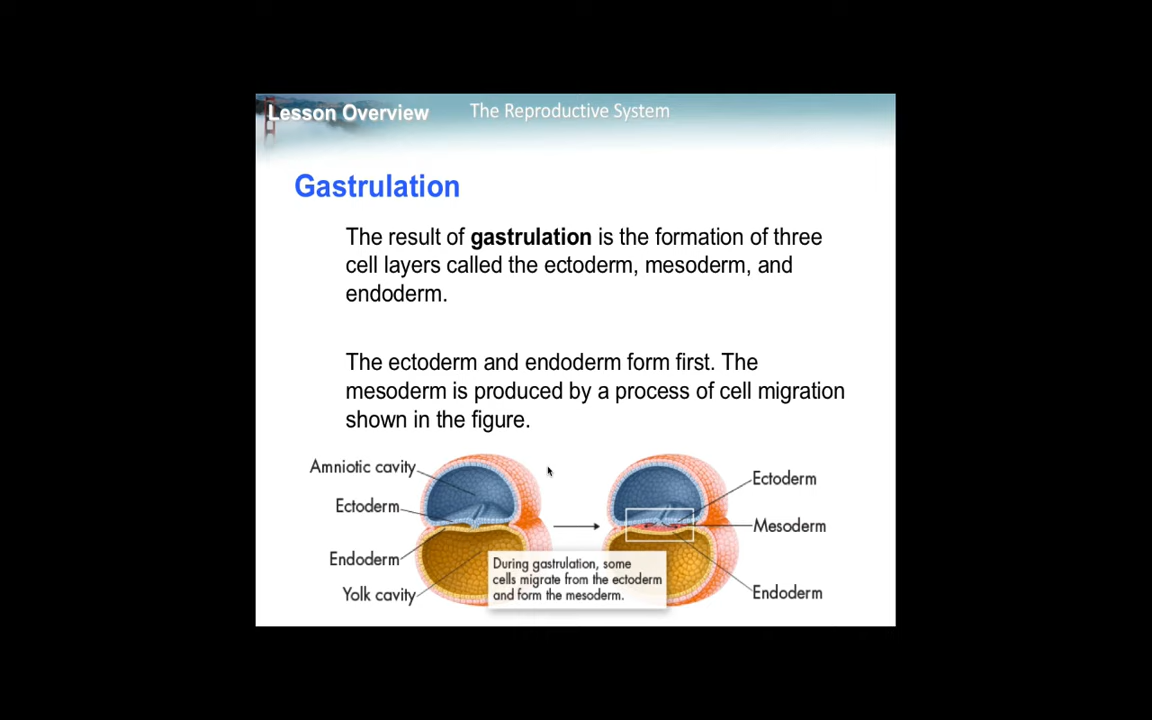 Lesson Overview The Reproductive System
Gastrulation
The result of gastrulation is the formation of three
cell layers called the ectoderm, mesoderm, and
endoderm.
The ectoderm and endoderm form first. The
mesoderm is produced by a process of cell migration
shown in the figure.
Amniotic cavity
Ectoderm
Endoderm
Yolk cavity
During gastrulation, some
cells migrate from the ectoderm
and form the mesoderm.
Ectoderm
Mesoderm
Endoderm